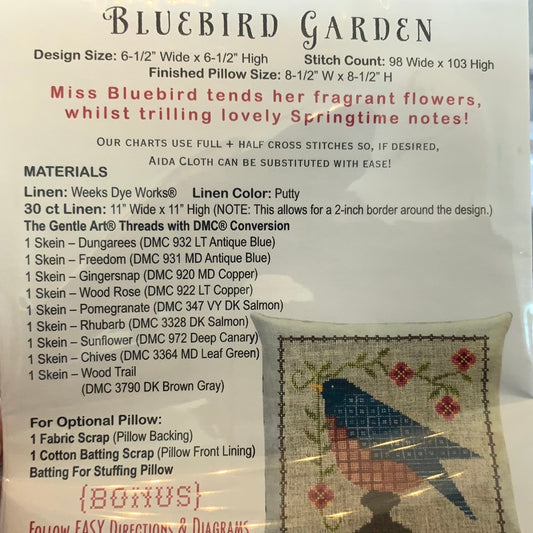 BLUEBIRD GARDEN
Design Size: 6-1/2" Wide x 6-1/2" High Stitch Count: 98 Wide x 103 High
Finished Pillow Size: 8-1/2" W x 8-1/2" H
Miss Bluebird tends her fragrant flowers,
whilst trilling lovely Springtime notes!
OUR CHARTS USE FULL + HALF CROSS STITCHES SO, IF DESIRED,
AIDA CLOTH CAN BE SUBSTITUTED WITH EASE!
MATERIALS
Linen: Weeks Dye Works® Linen Color: Putty
30 ct Linen: 11" Wide x 11" High (NOTE: This allows for a 2-inch border around the design.)
The Gentle Art® Threads with DMC® Conversion
1 Skein – Dungarees (DMC 932 LT Antique Blue)
1 Skein – Freedom (DMC 931 MD Antique Blue)
1 Skein – Gingersnap (DMC 920 MD Copper)
1 Skein – Wood Rose (DMC 922 LT Copper)
1 Skein – Pomegranate (DMC 347 VY DK Salmon)
1 Skein – Rhubarb (DMC 3328 DK Salmon)
1 Skein – Sunflower (DMC 972 Deep Canary)
1 Skein – Chives (DMC 3364 MD Leaf Green)
1 Skein – Wood Trail
(DMC 3790 DK Brown Gray)
For Optional Pillow:
1 Fabric Scrap (Pillow Backing)
1 Cotton Batting Scrap (Pillow Front Lining)
Batting For Stuffing Pillow
{BONUS}
FOLLOW EASY DIRECTIONS & DIAGRAMS